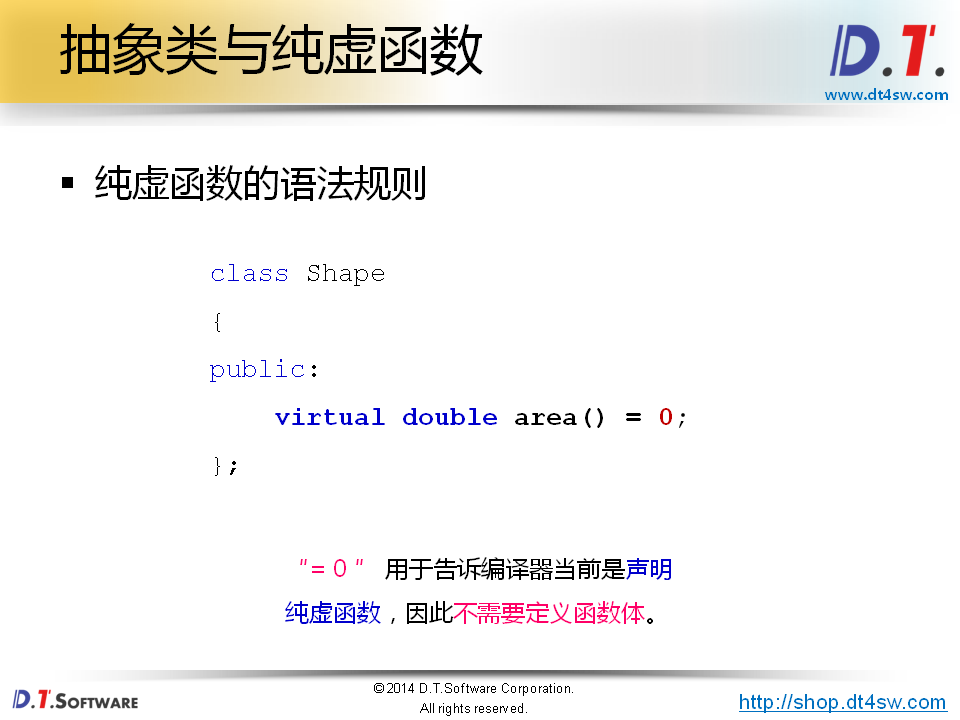 抽象类与纯虚函数
D.T.
www.dt4sw.com
▪ 纯虚函数的语法规则
class Shape
{
public:
virtual double area() = 0;
};
“= 0 ” 用于告诉编译器当前是声明
纯虚函数，因此不需要定义函数体。
D.T.SOFTWARE
©2014 D.T.Software Corporation.
All rights reserved.
http://shop.dt4sw.com